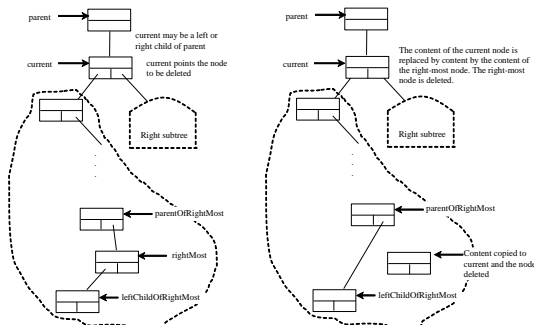 parent
current may be a left or
right child of parent
current
current points the node
to be deleted
Right subtree
.
.
.
parentOfRightMost
rightMost
leftChildOfRightMost
parent
current
The content of the current node is
replaced by content by the content of
the right-most node. The right-most
node is deleted.
Right subtree
.
.
.
parentOfRightMost
Content copied to
current and the node
deleted
leftChildOfRightMost